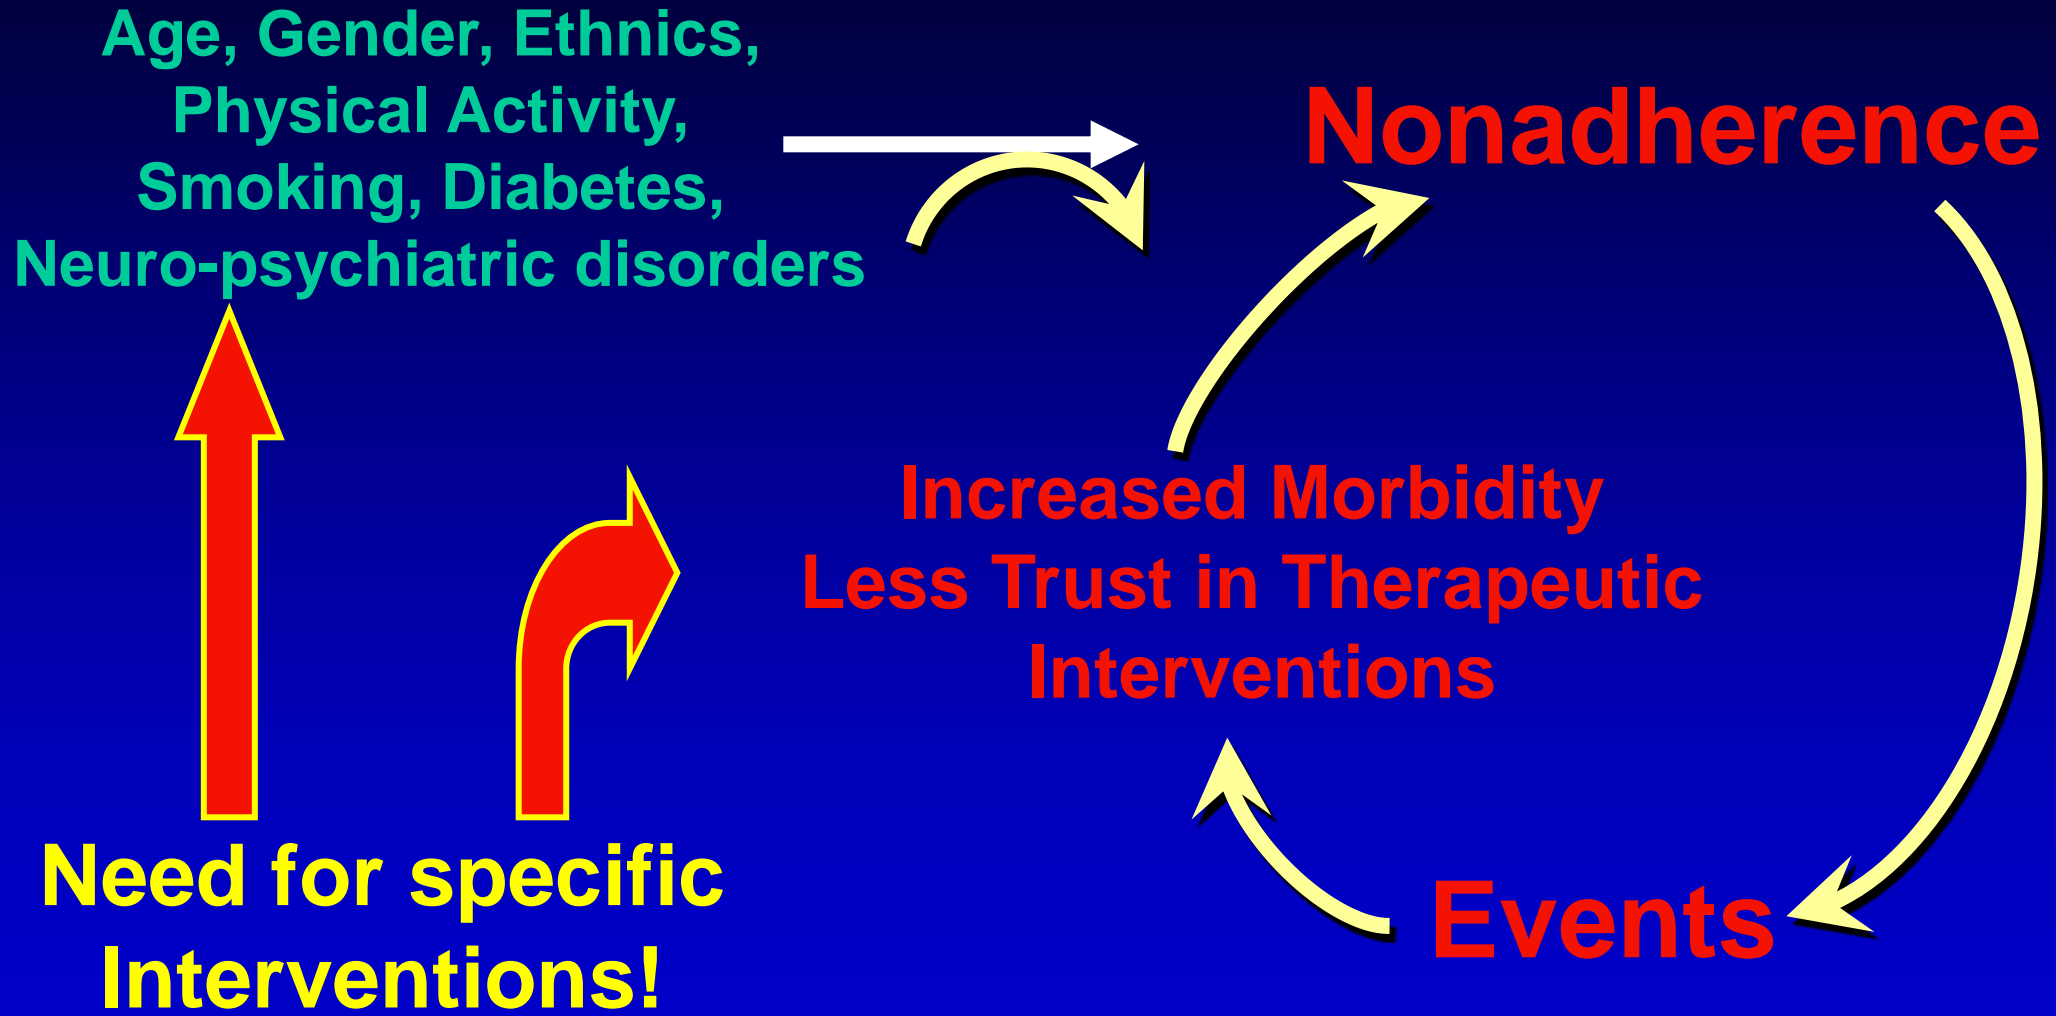 Age, Gender, Ethnics,
Physical Activity,
Smoking, Diabetes,
Neuro-psychiatric disorders
Nonadherence
Increased Morbidity
Less Trust in Therapeutic
Interventions
Need for specific
Interventions!
Events